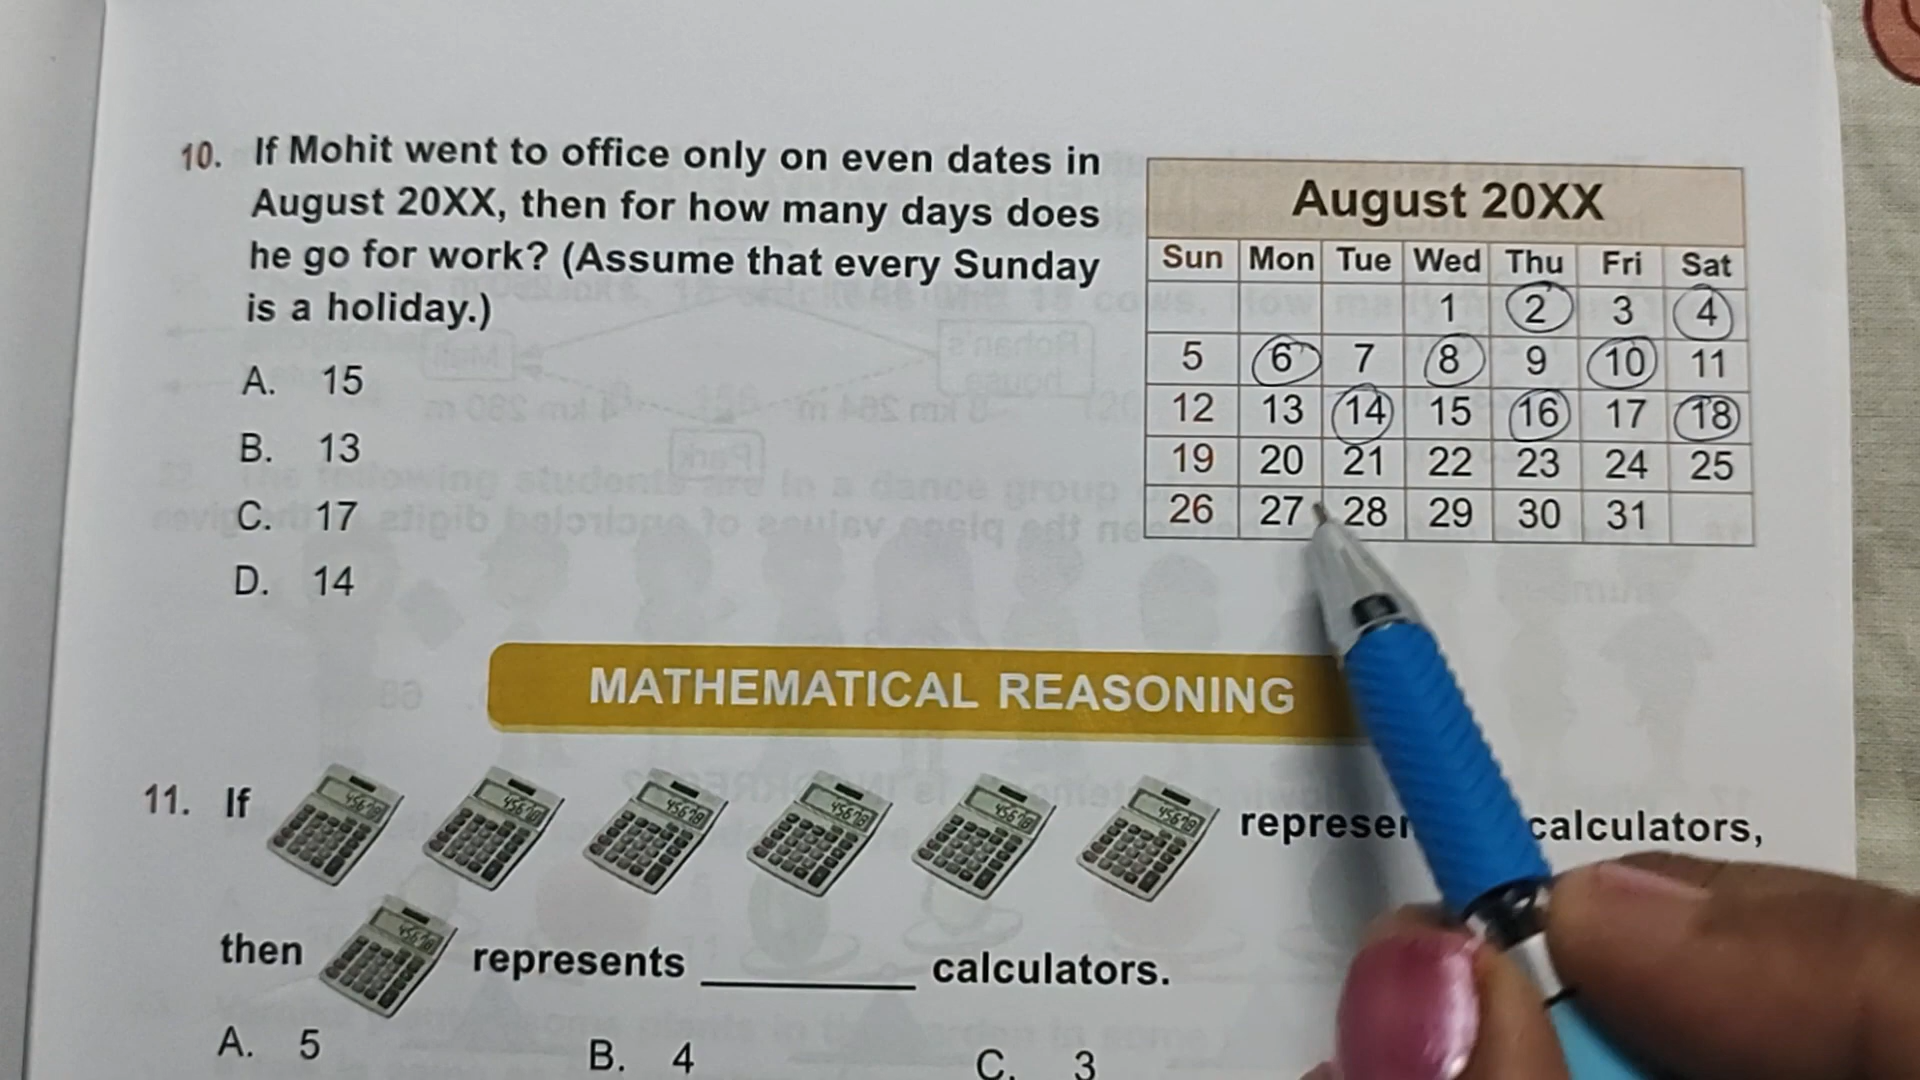 10. If Mohit went to office only on even dates in
August 20XX, then for how many days does
he go for work? (Assume that every Sunday
is a holiday.)
A. 15
B. 13
C. 17
D. 14
August 20XX
Sun Mon Tue Wed Thu Fri Sat
1 2 3 4
5 6 7 8 9 10 11
12 13 14 15 16 17 18
19 20 21 22 23 24 25
26 27 28 29 30 31
MATHEMATICAL REASONING
11. If calculators,
then represents ________ calculators.
A. 5 B. 4 C. 3